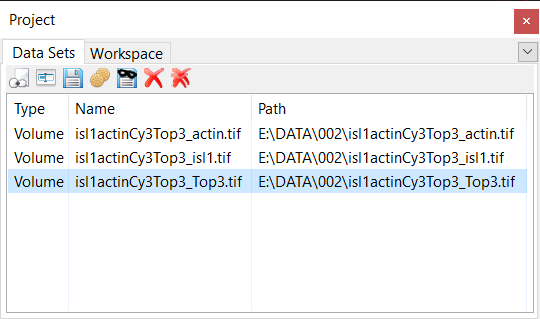 Project
Data Sets Workspace
Type Name Path
Volume isl1actinCy3Top3_actin.tif E:\DATA\002\isl1actinCy3Top3_actin.tif
Volume isl1actinCy3Top3_isl1.tif E:\DATA\002\isl1actinCy3Top3_isl1.tif
Volume isl1actinCy3Top3_Top3.tif E:\DATA\002\isl1actinCy3Top3_Top3.tif